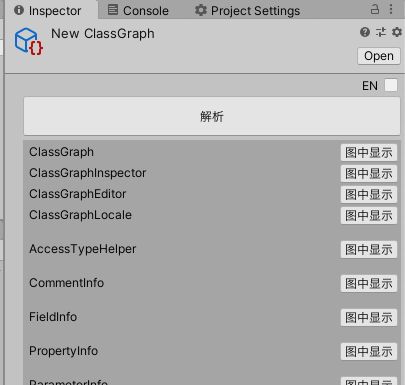 Inspector Console Project Settings
New ClassGraph
Open
EN
解析
ClassGraph 图中显示
ClassGraphInspector 图中显示
ClassGraphEditor 图中显示
ClassGraphLocale 图中显示
AccessTypeHelper 图中显示
CommentInfo 图中显示
FieldInfo 图中显示
PropertyInfo 图中显示
ParameterInfo 图中显示